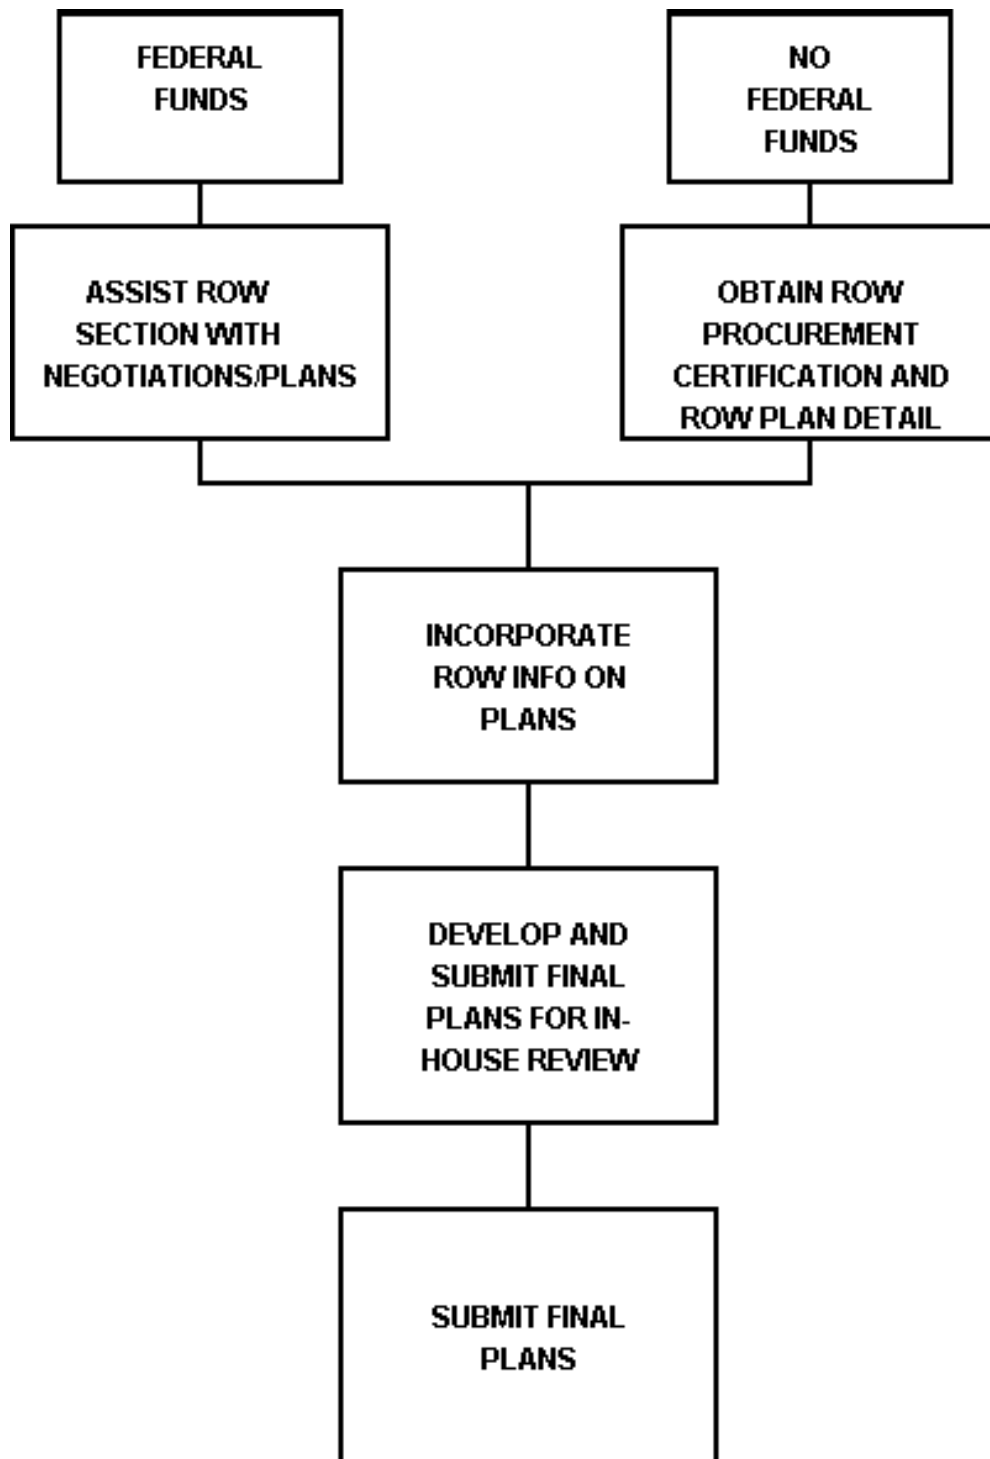 FEDERAL
FUNDS
NO
FEDERAL
FUNDS
ASSIST ROW
SECTION WITH
NEGOTIATIONS/PLANS
OBTAIN ROW
PROCUREMENT
CERTIFICATION AND
ROW PLAN DETAIL
INCORPORATE
ROW INFO ON
PLANS
DEVELOP AND
SUBMIT FINAL
PLANS FOR IN-
HOUSE REVIEW
SUBMIT FINAL
PLANS